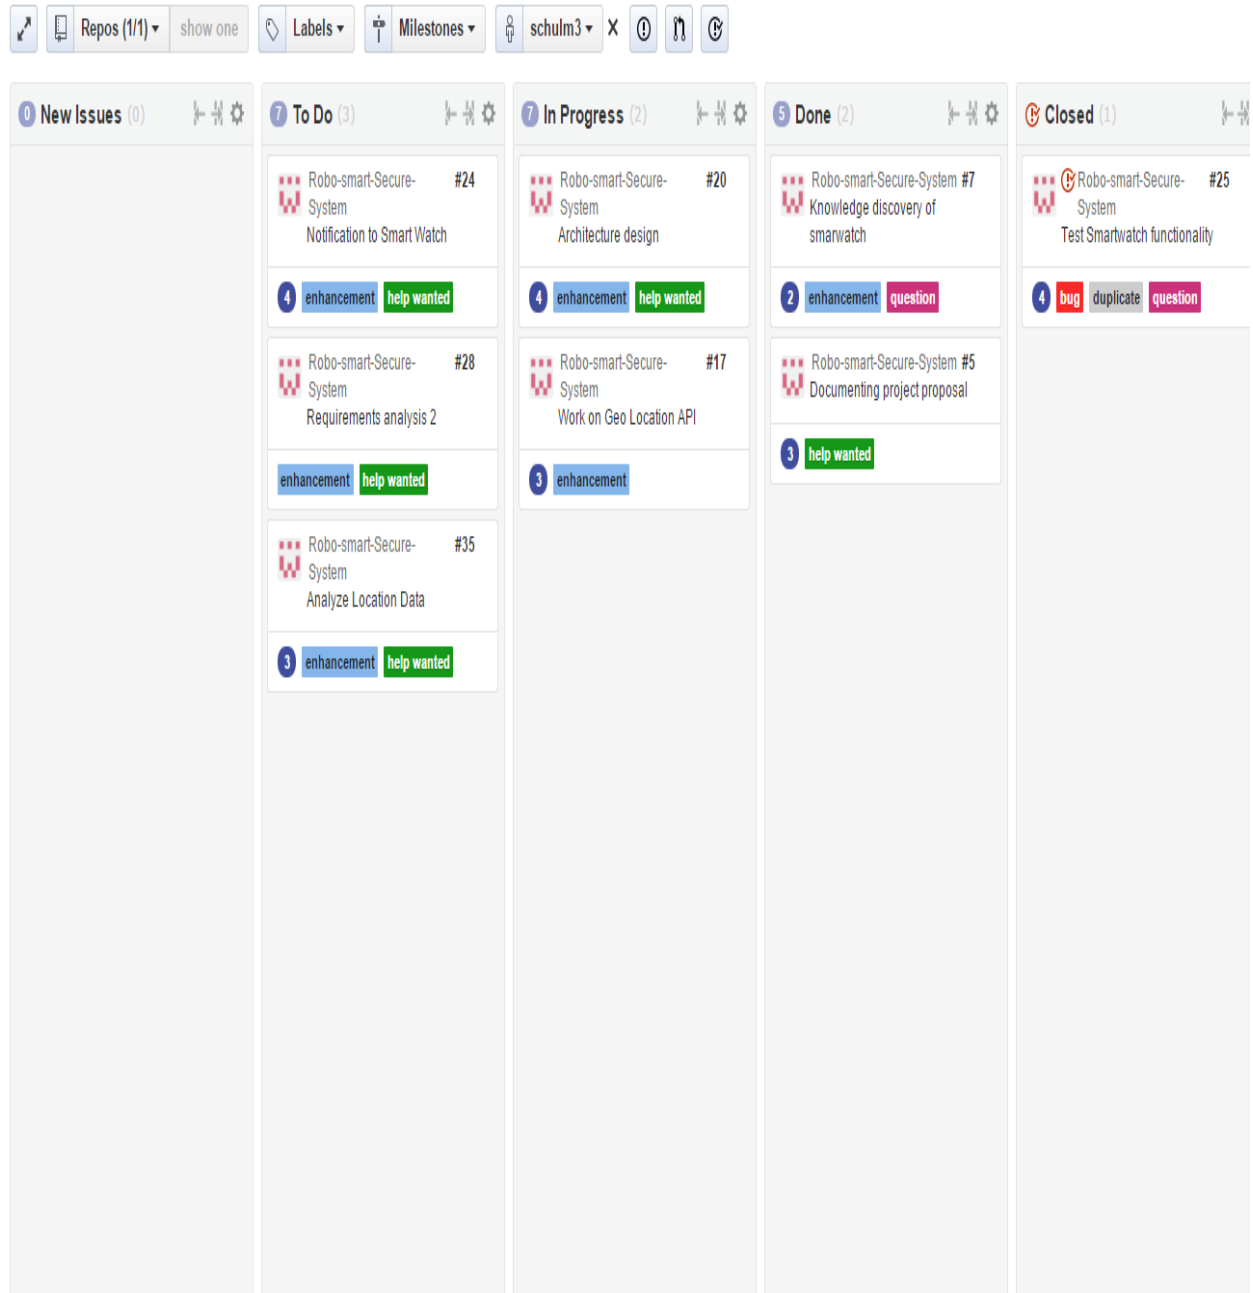 Repos (1/1) show one Labels Milestones schulm3 X
0 New Issues (0)
7 To Do (3)
Robo-smart-Secure- #24
System
Notification to Smart Watch
4 enhancement help wanted
Robo-smart-Secure- #28
System
Requirements analysis 2
enhancement help wanted
Robo-smart-Secure- #35
System
Analyze Location Data
3 enhancement help wanted
7 In Progress (2)
Robo-smart-Secure- #20
System
Architecture design
4 enhancement help wanted
Robo-smart-Secure- #17
System
Work on Geo Location API
3 enhancement
5 Done (2)
Robo-smart-Secure-System #7
Knowledge discovery of
smarwatch
2 enhancement question
Robo-smart-Secure-System #5
Documenting project proposal
3 help wanted
Closed (1)
Robo-smart-Secure- #25
System
Test Smartwatch functionality
4 bug duplicate question